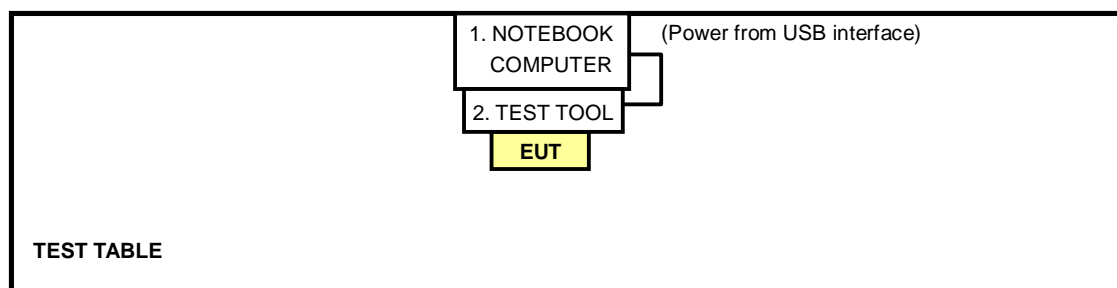 1. NOTEBOOK (Power from USB interface)
COMPUTER
2. TEST TOOL
EUT
TEST TABLE